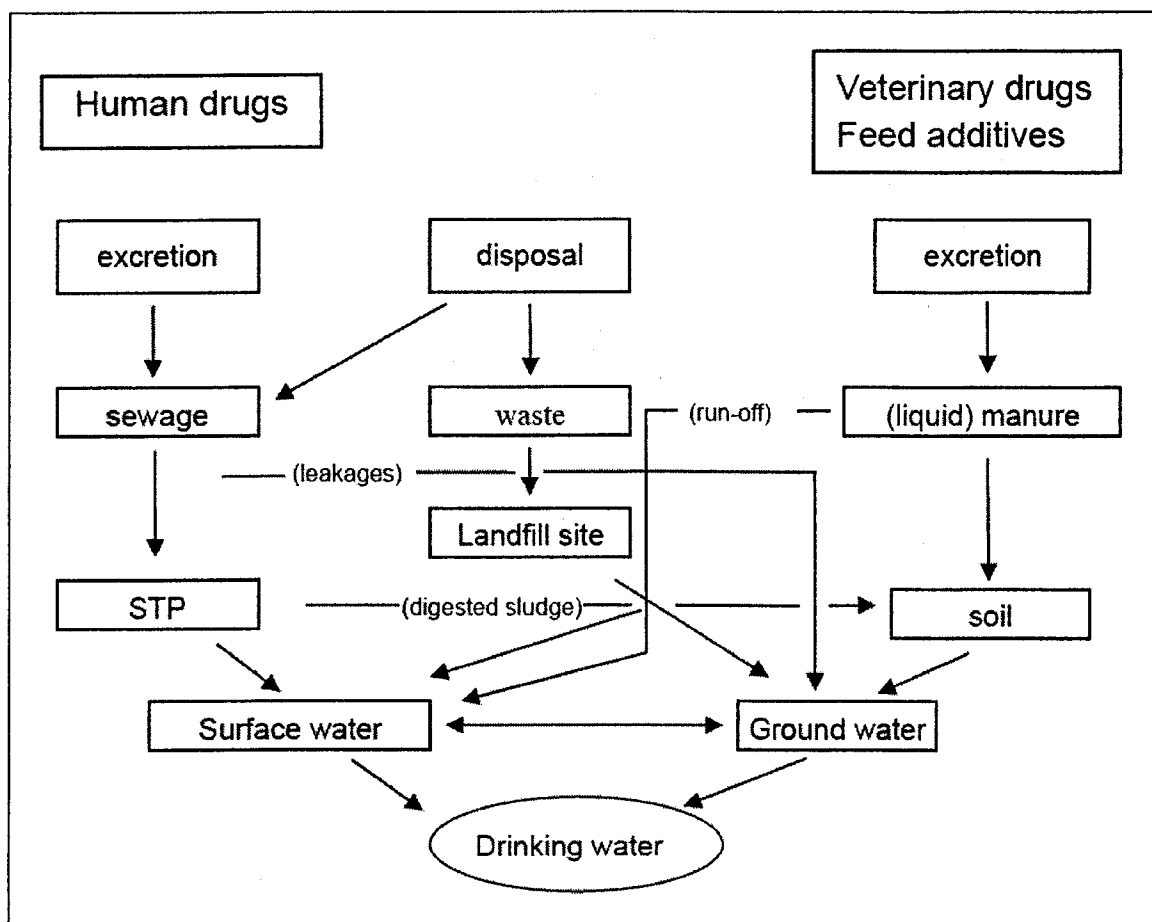 Human drugs
Veterinary drugs
Feed additives
excretion
disposal
excretion
sewage
waste
(run-off)
(liquid) manure
(leakages)
Landfill site
STP
(digested sludge)
soil
Surface water
Ground water
Drinking water